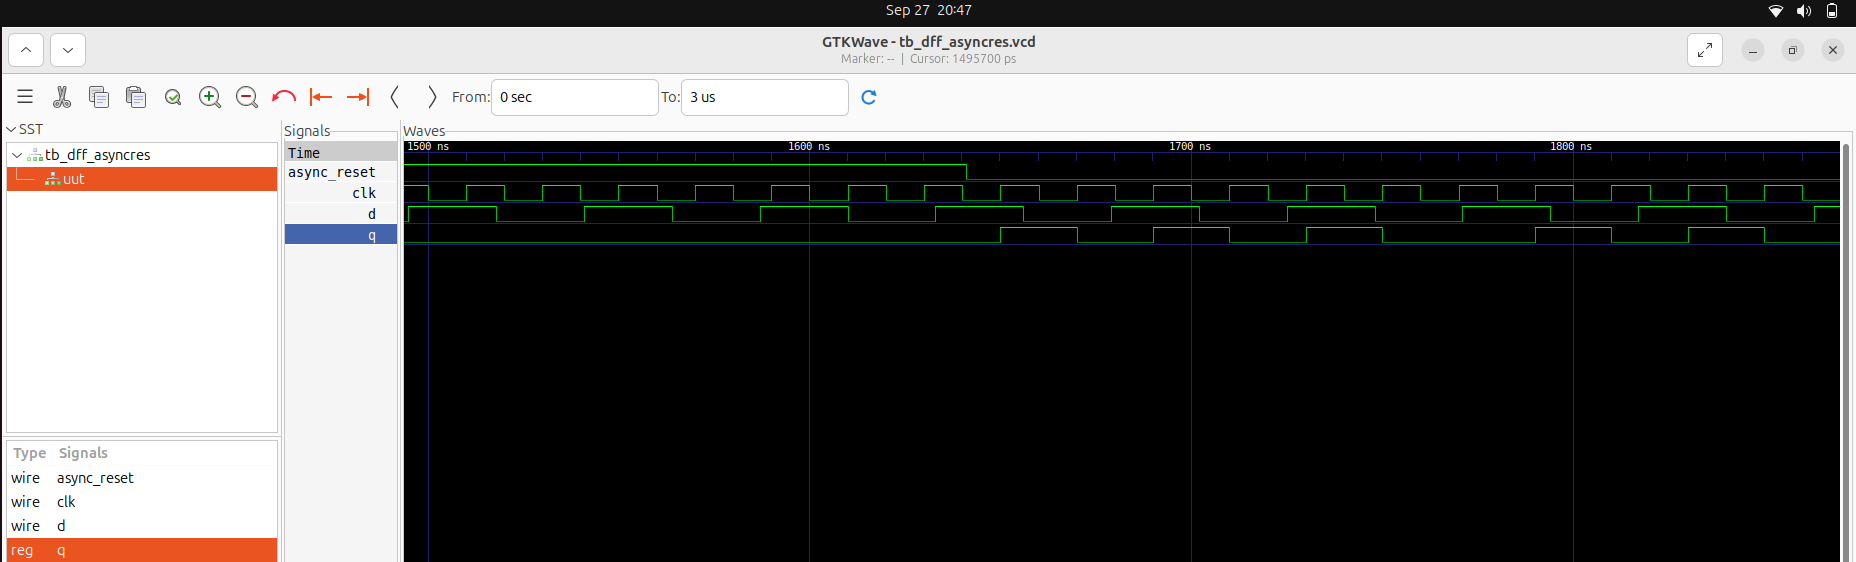 Sep 27 20:47
GTKWave - tb_dff_asyncres.vcd
Marker: -- | Cursor: 1495700 ps
From: 0 sec To: 3 us
SST
tb_dff_asyncres
uut
Type Signals
wire async_reset
wire clk
wire d
reg q
Signals
Time
async_reset
clk
d
q
Waves
1500 ns 1600 ns 1700 ns 1800 ns